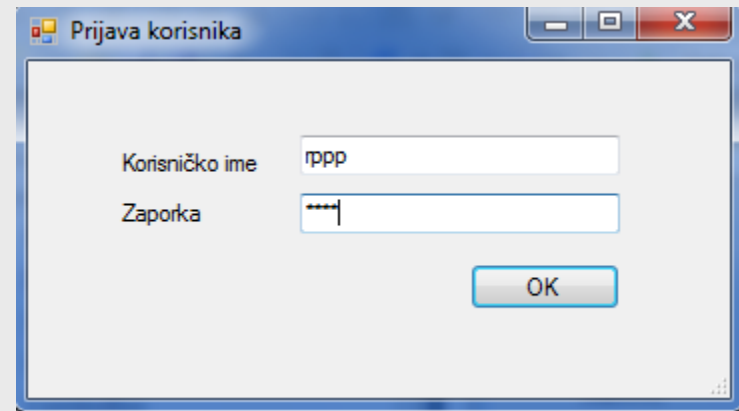 Prijava korisnika
Korisničko ime rppp
Zaporka ****
OK